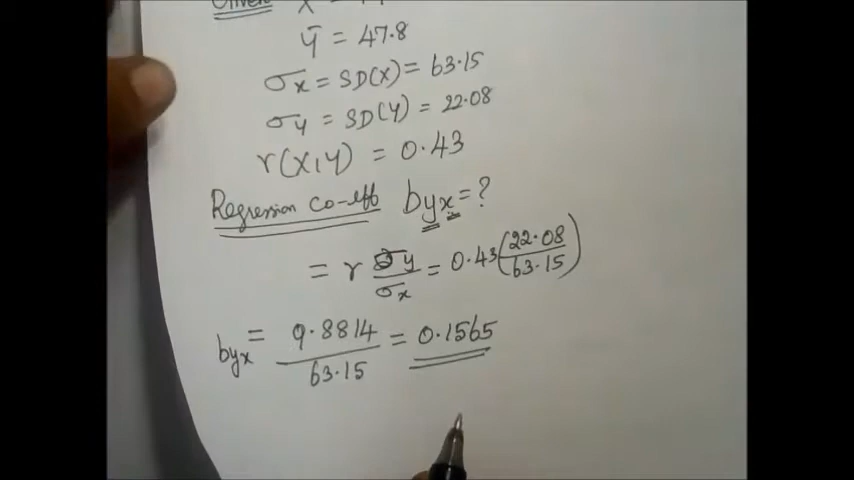 Given
ȳ = 47.8
σx = SD(X) = 63.15
σy = SD(Y) = 22.08
r(X,Y) = 0.43
Regression co-eff byx = ?
= r σy/σx = 0.43(22.08/63.15)
byx = 9.8814/63.15 = 0.1565